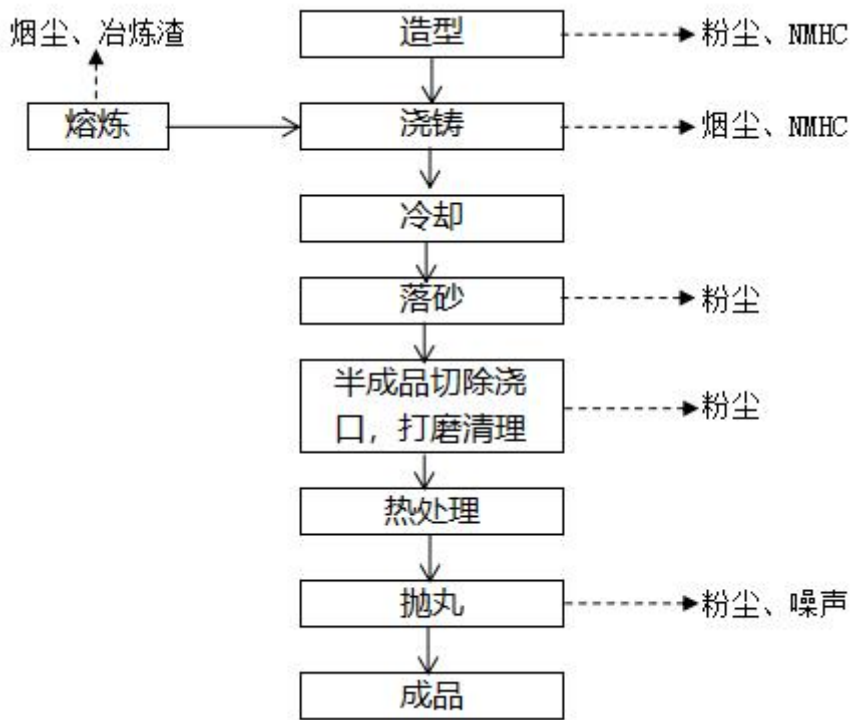 烟尘、冶炼渣
造型
粉尘、NMHC
熔炼
浇铸
烟尘、NMHC
冷却
落砂
粉尘
半成品切除浇
口，打磨清理
粉尘
热处理
抛丸
粉尘、噪声
成品